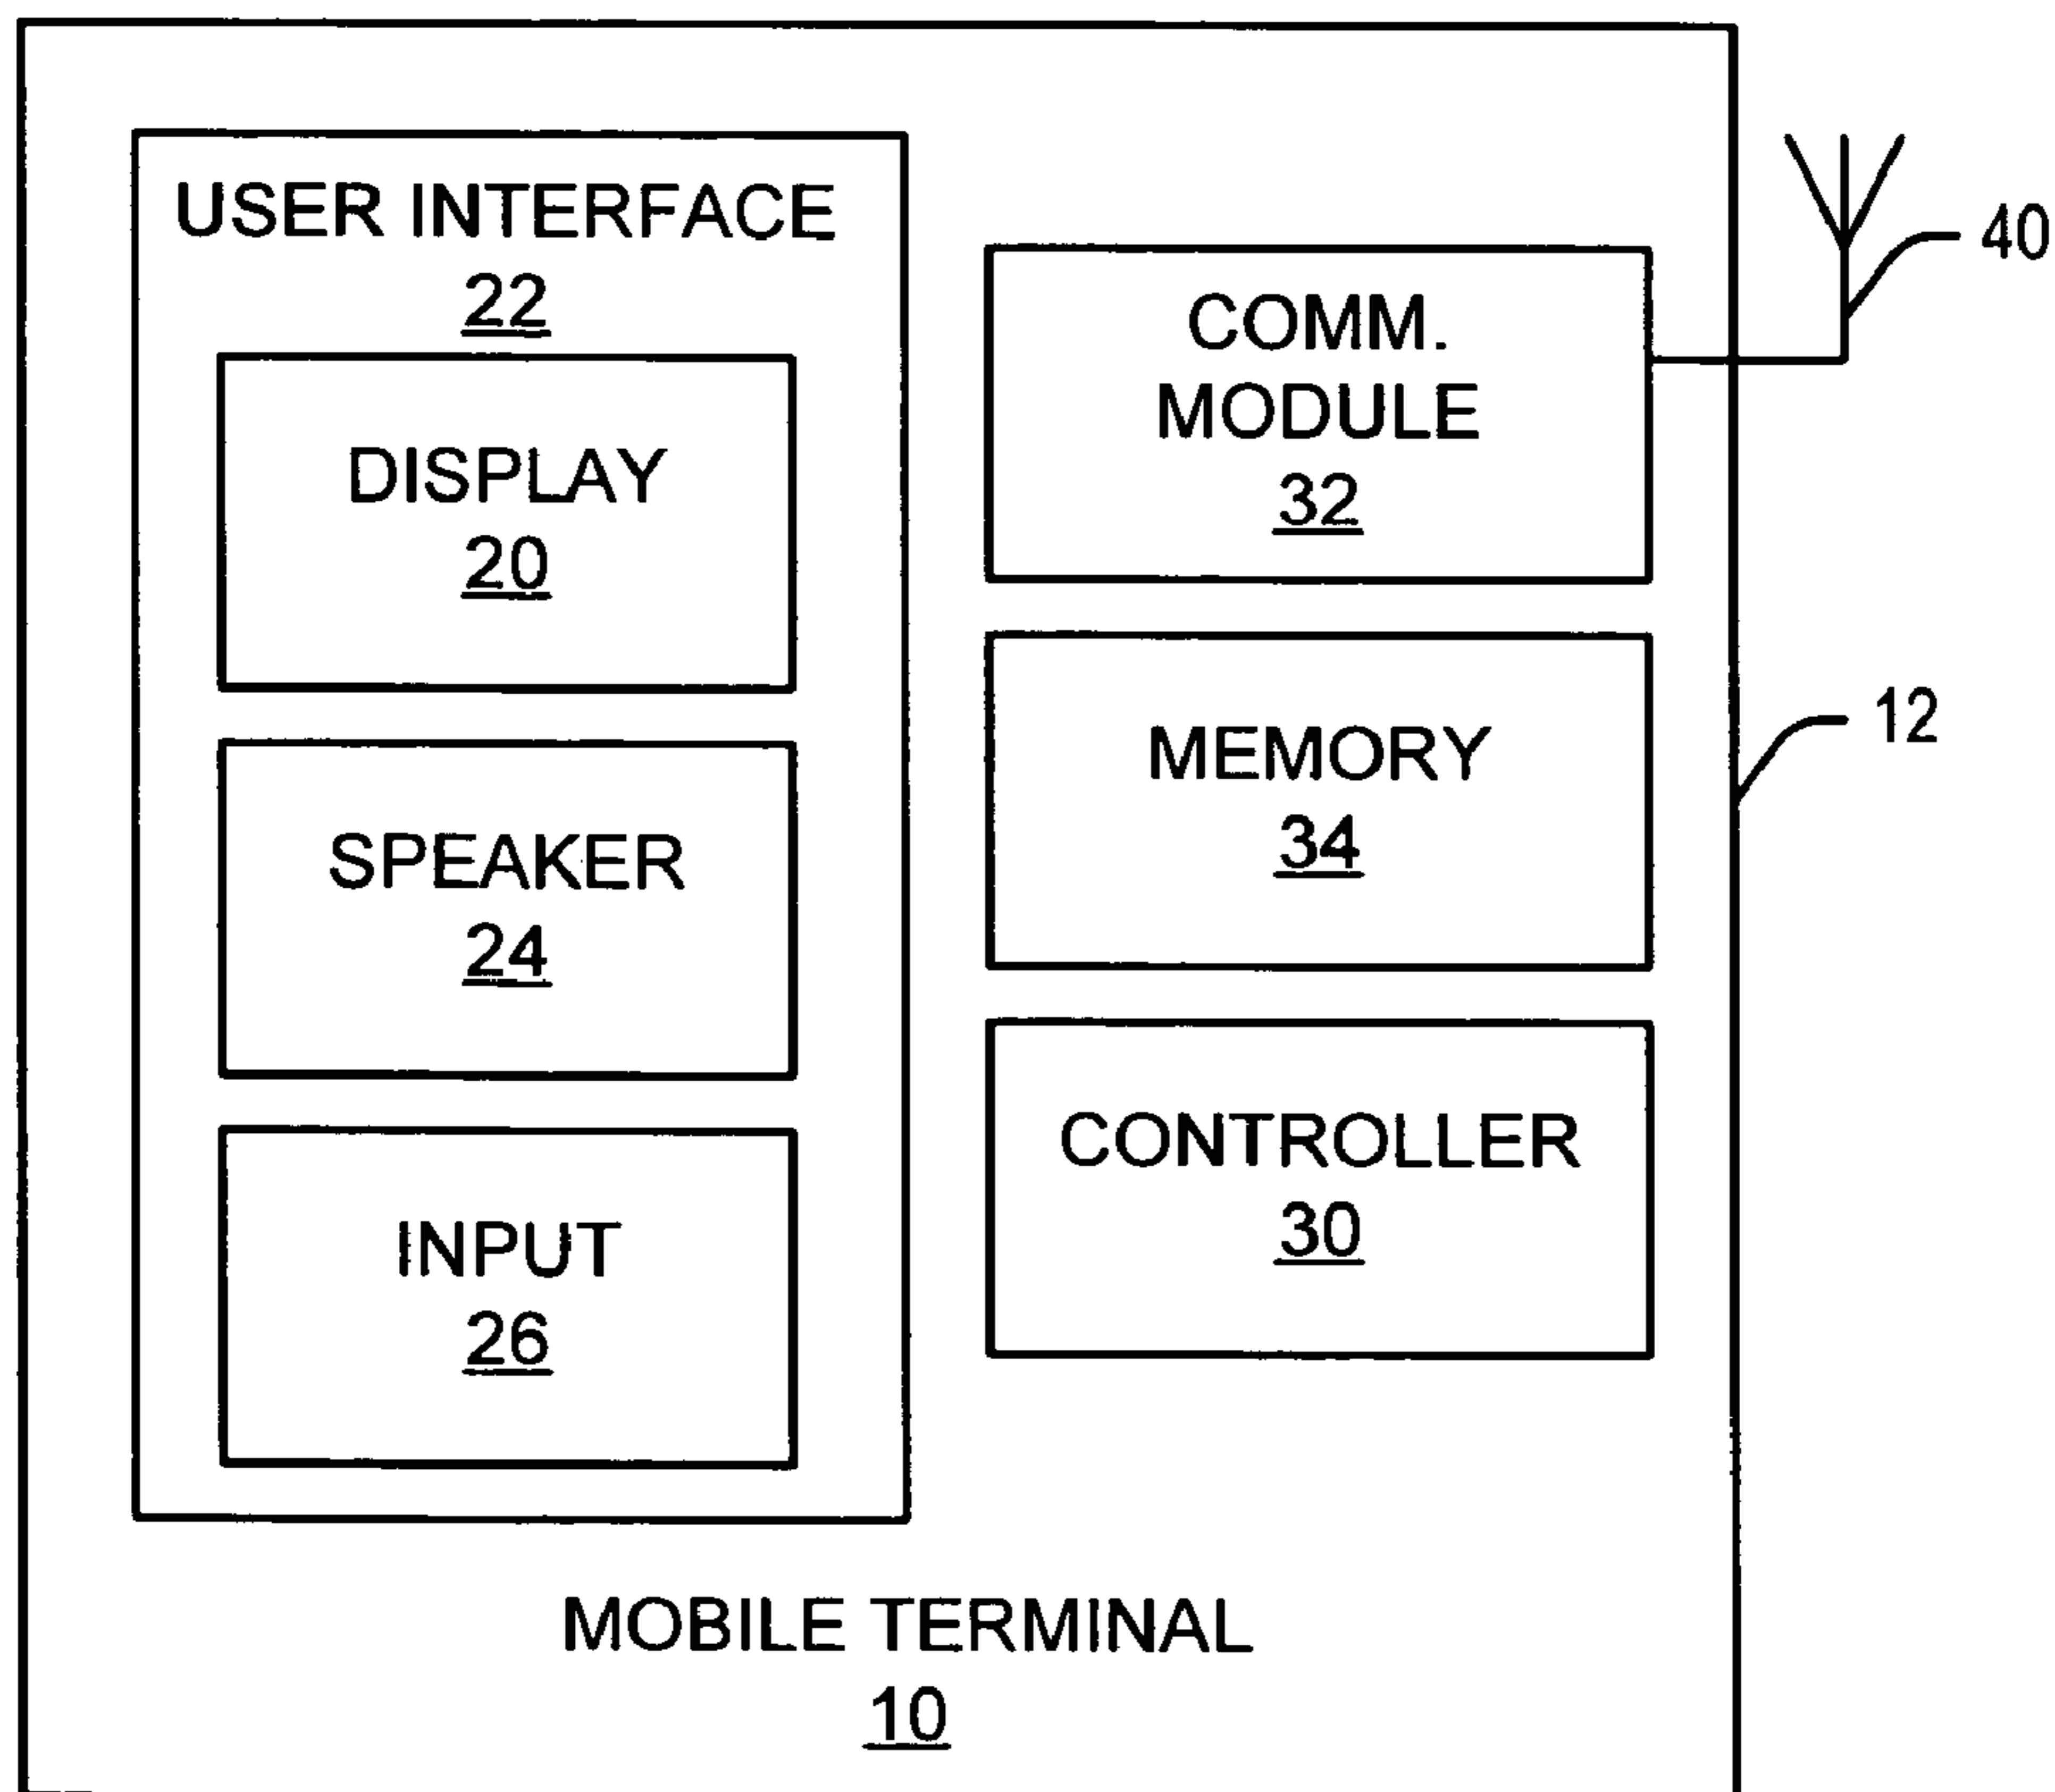 USER INTERFACE
22
DISPLAY
20
SPEAKER
24
INPUT
26
COMM.
MODULE
32
MEMORY
34
CONTROLLER
30
40
12
MOBILE TERMINAL
10